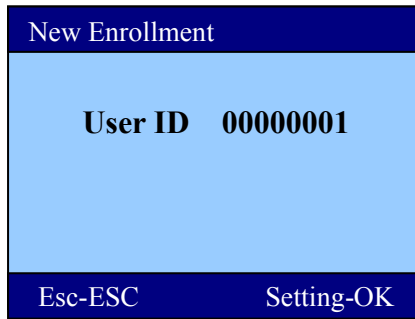 New Enrollment
User ID 00000001
Esc-ESC Setting-OK